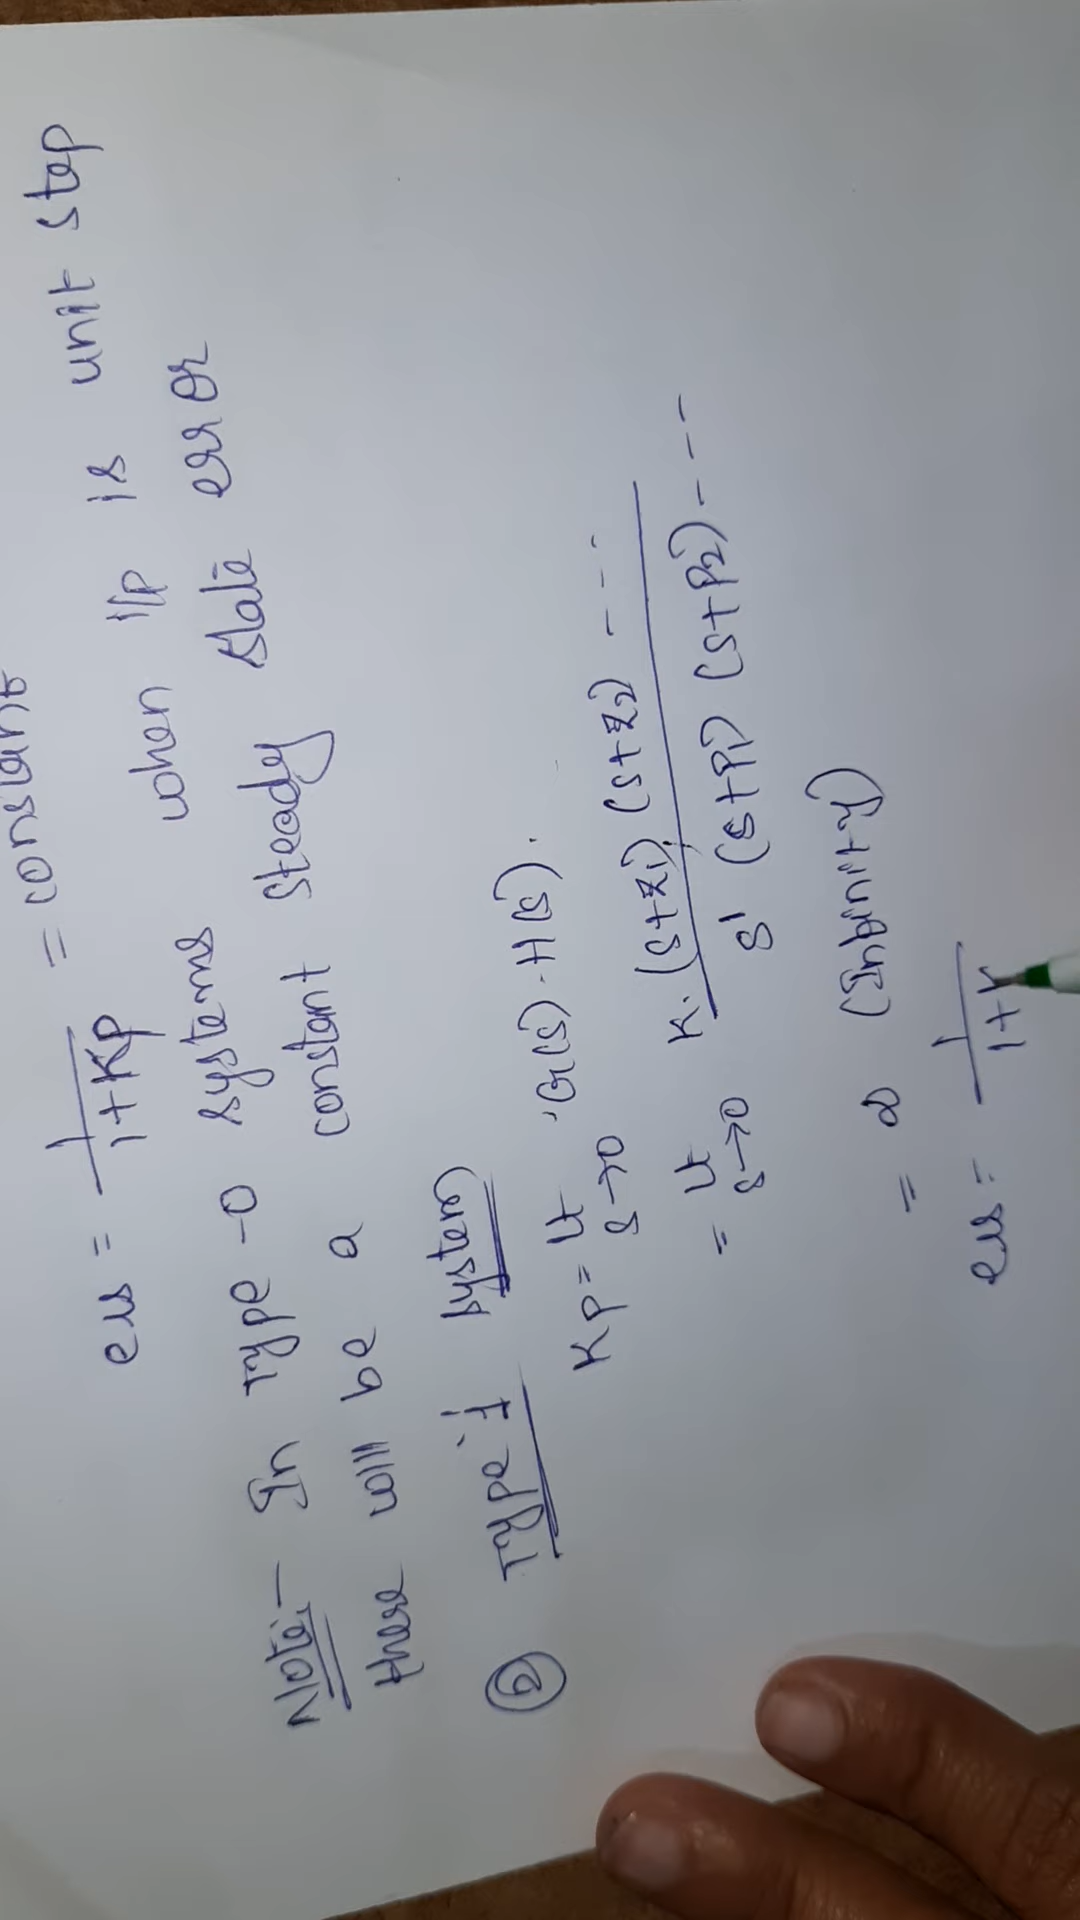 ess = 1/1+Kp = constant
Note:- In Type-0 systems when i/p is unit step
there will be a constant steady state error
② Type-1 system
Kp = Lt s→0 G(s).H(s).
= Lt s→0 K.(s+z1)(s+z2) ---- / s¹ (s+p1) (s+p2) ----
= ∞ (Infinity)
ess = 1/1+K